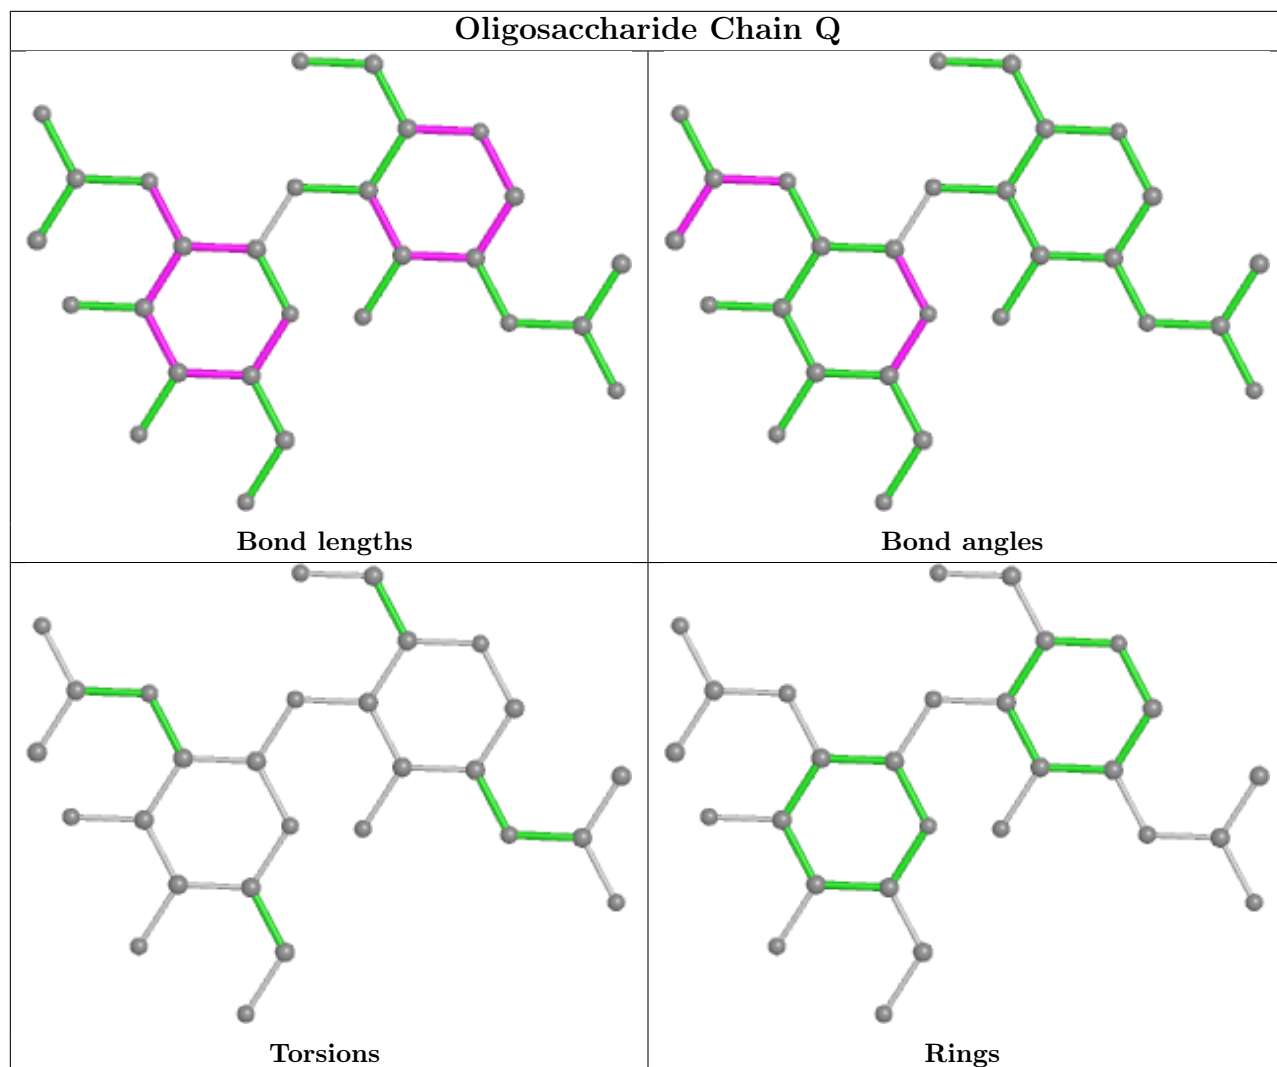 Oligosaccharide Chain Q
Bond lengths
Bond angles
Torsions
Rings